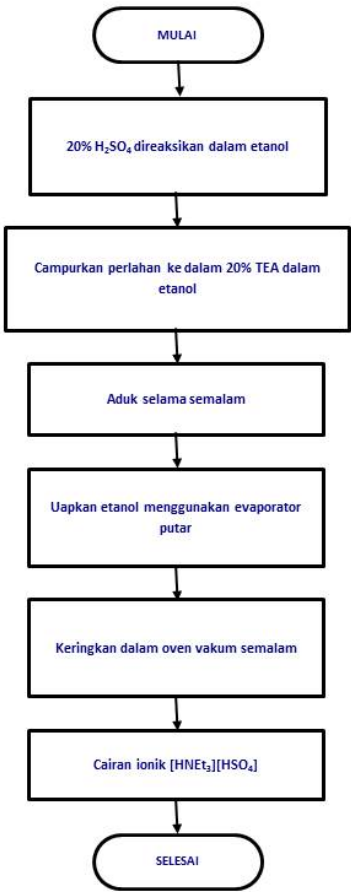 MULAI
20% H₂SO₄ direaksikan dalam etanol
Campurkan perlahan ke dalam 20% TEA dalam
etanol
Aduk selama semalam
Uapkan etanol menggunakan evaporator
putar
Keringkan dalam oven vakum semalam
Cairan ionik [HNEt₃][HSO₄]
SELESAI